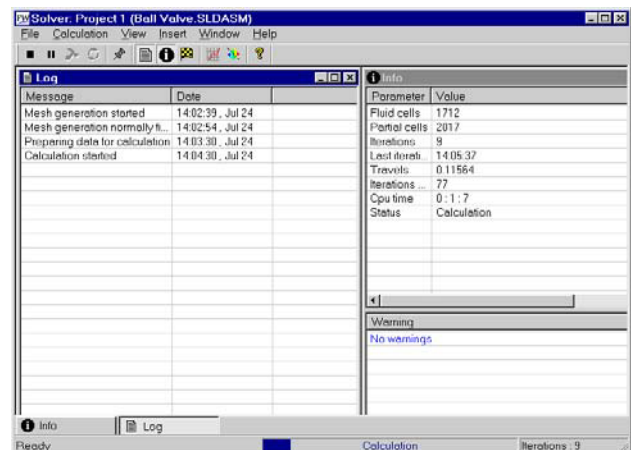 Solver: Project 1 (Ball Valve.SLDASM)
File Calculation View Insert Window Help
Log
Message Date
Mesh generation started 14:02:39 , Jul 24
Mesh generation normally fi... 14:02:54 , Jul 24
Preparing data for calculation 14:03:30 , Jul 24
Calculation started 14:04:30 , Jul 24
Info
Parameter Value
Fluid cells 1712
Partial cells 2017
Iterations 9
Last iterati... 14:05:37
Travels 0.11564
Iterations ... 77
Cpu time 0 : 1 : 7
Status Calculation
Warning
No warnings
Info Log
Ready Calculation Iterations : 9